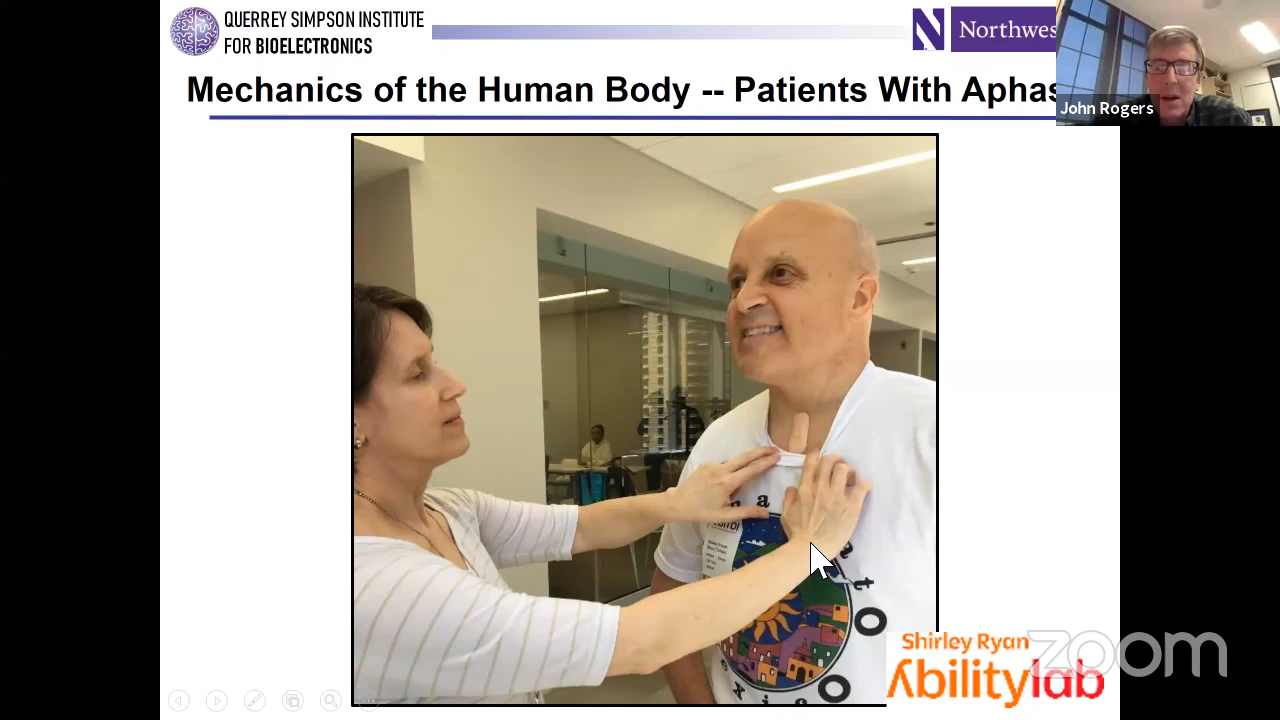 QUERREY SIMPSON INSTITUTE
FOR BIOELECTRONICS
N Northwes
Mechanics of the Human Body -- Patients With Aphas
John Rogers
Shirley Ryan
Abilitylab
zoom